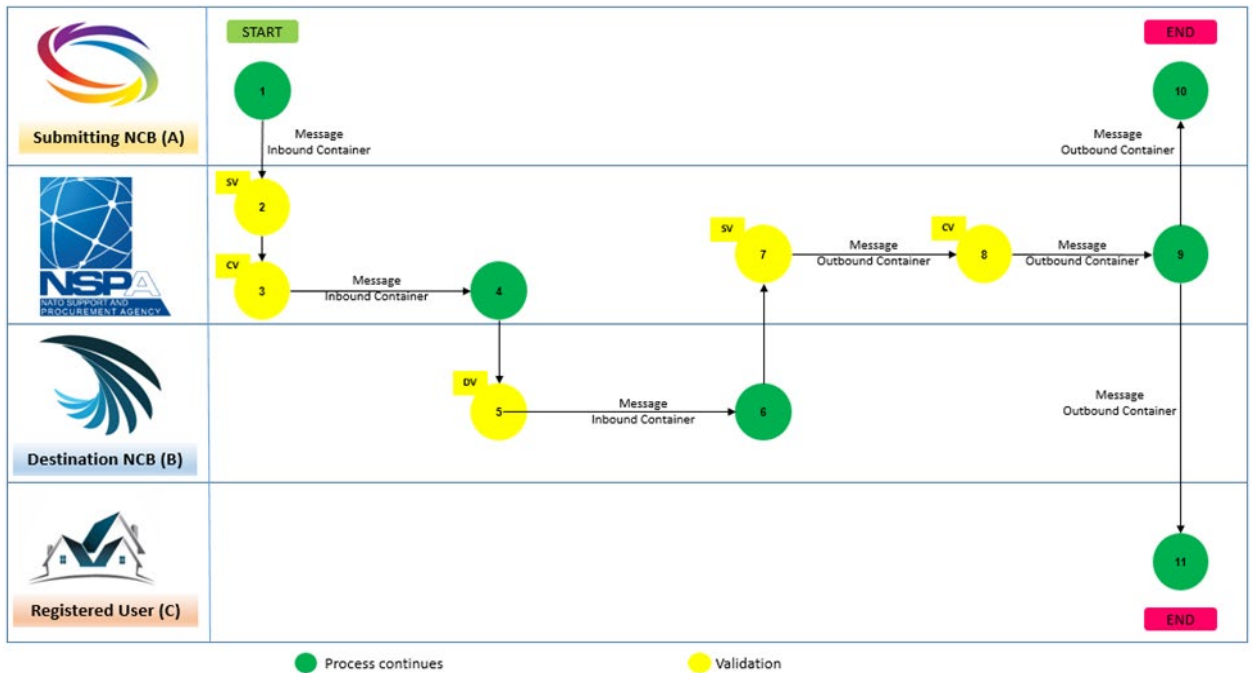 START
END
1
10
Submitting NCB (A)
Message
Inbound Container
Message
Outbound Container
SV
2
CV
3
NSPA
NATO SUPPORT AND
PROCUREMENT AGENCY
Message
Inbound Container
4
SV
7
Message
Outbound Container
CV
8
Message
Outbound Container
9
DV
5
Message
Inbound Container
6
Message
Outbound Container
Destination NCB (B)
11
Registered User (C)
END
Process continues
Validation